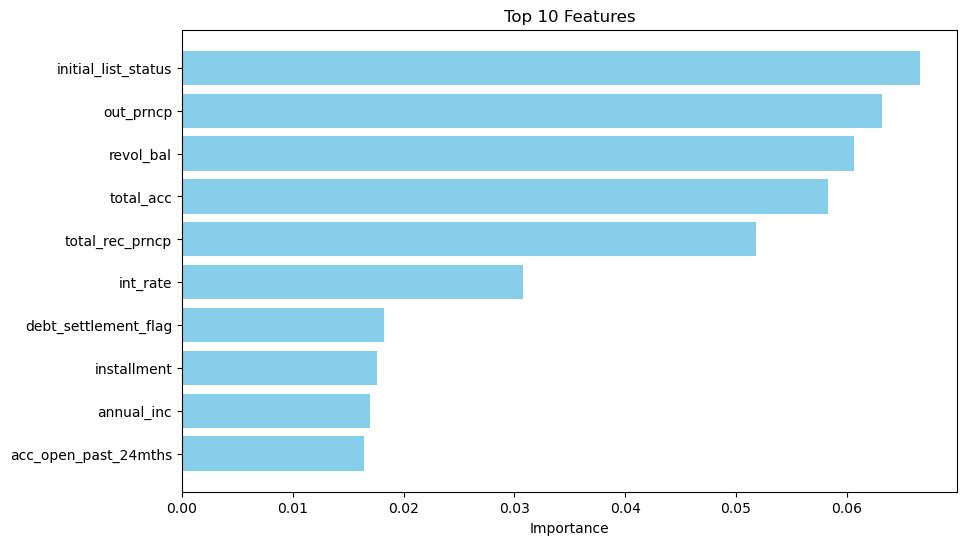 Top 10 Features
initial_list_status
out_prncp
revol_bal
total_acc
total_rec_prncp
int_rate
debt_settlement_flag
installment
annual_inc
acc_open_past_24mths
0.00 0.01 0.02 0.03 0.04 0.05 0.06
Importance